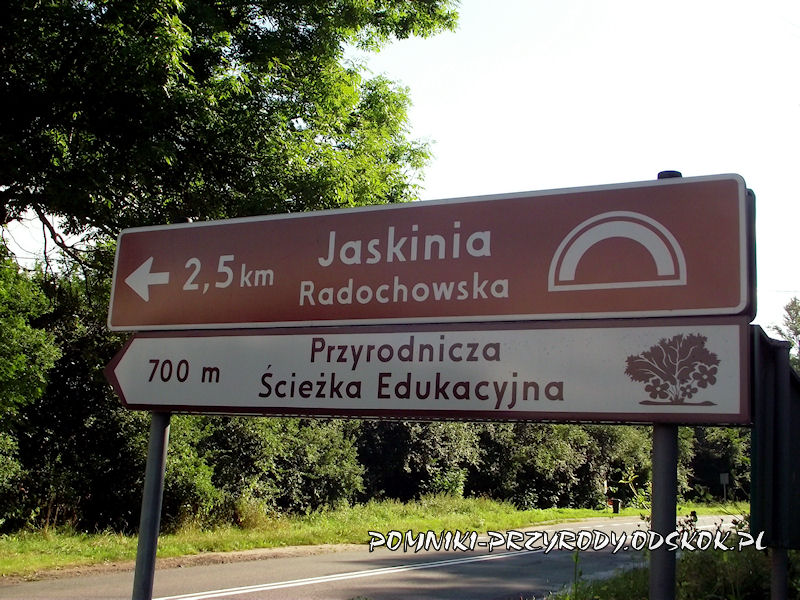 2,5 km Jaskinia
Radochowska
700 m Przyrodnicza
Ścieżka Edukacyjna
POMNIKI-PRZYRODY.ODSKOK.PL